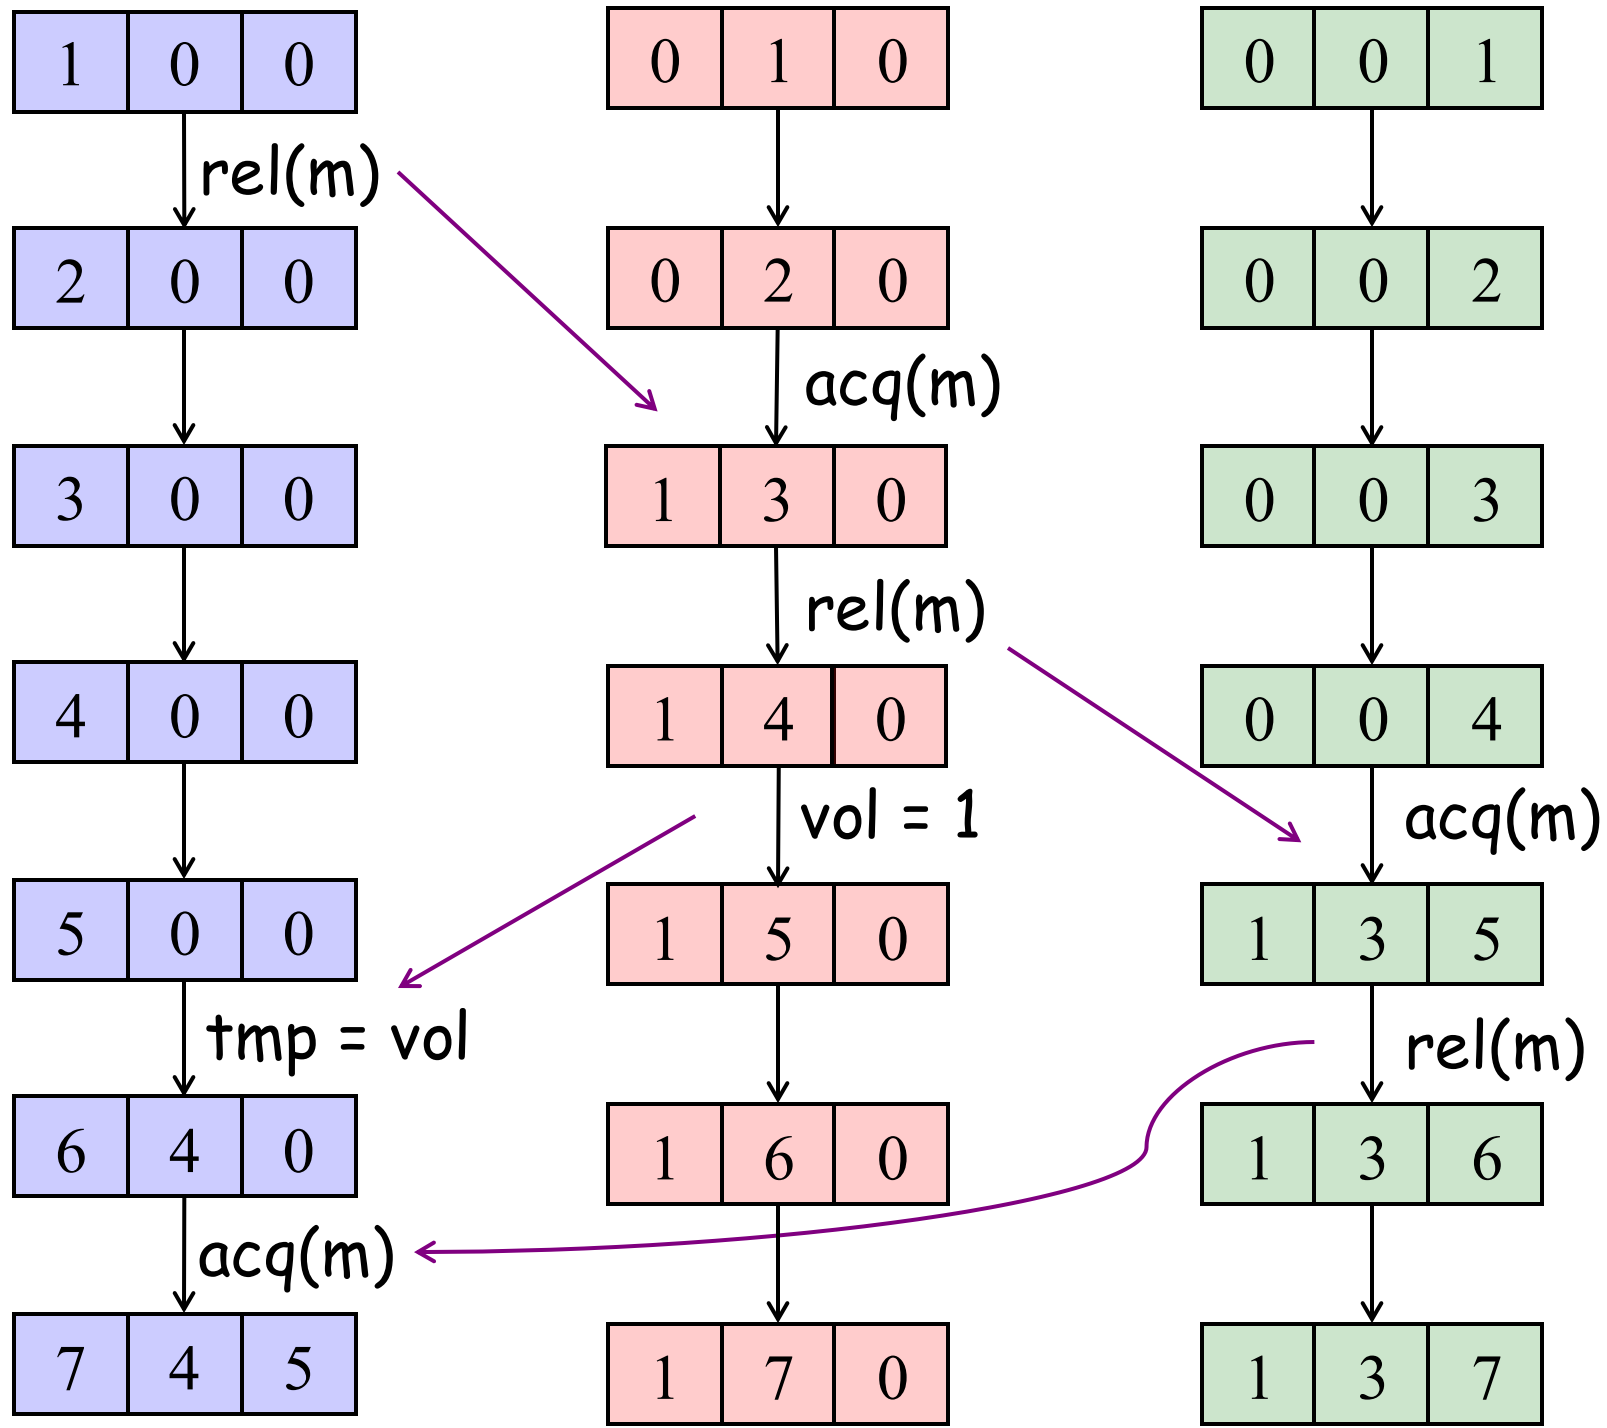 1 0 0
0 1 0
0 0 1
rel(m)
2 0 0
0 2 0
0 0 2
acq(m)
3 0 0
1 3 0
0 0 3
rel(m)
4 0 0
1 4 0
0 0 4
vol = 1
acq(m)
5 0 0
1 5 0
1 3 5
tmp = vol
rel(m)
6 4 0
1 6 0
1 3 6
acq(m)
7 4 5
1 7 0
1 3 7